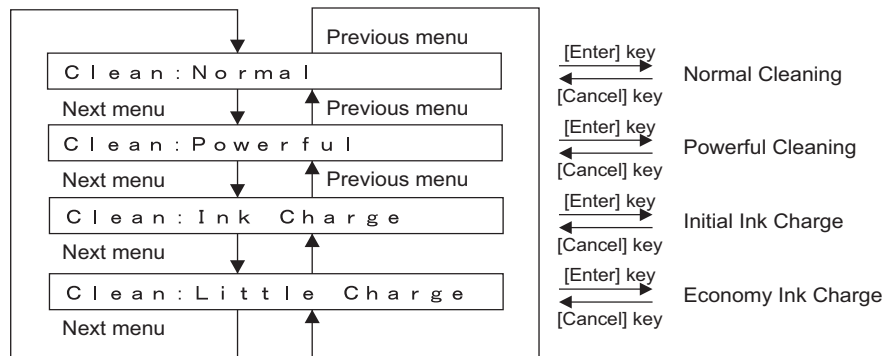 Previous menu
[Enter] key
Clean:Normal
Normal Cleaning
[Cancel] key
Next menu
Previous menu
[Enter] key
Clean:Powerful
Powerful Cleaning
[Cancel] key
Next menu
Previous menu
[Enter] key
Clean:Ink Charge
Initial Ink Charge
[Cancel] key
Next menu
[Enter] key
Clean:Little Charge
Economy Ink Charge
[Cancel] key
Next menu